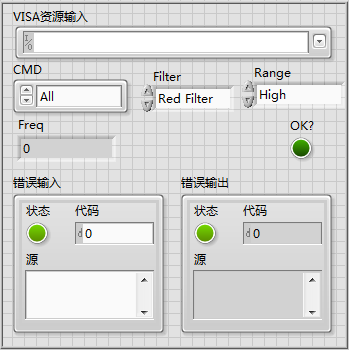 VISA资源输入
I/O
CMD
Filter
Range
All
Red Filter
High
Freq
OK?
0
错误输入
错误输出
状态 代码
状态 代码
d 0
d 0
源
源